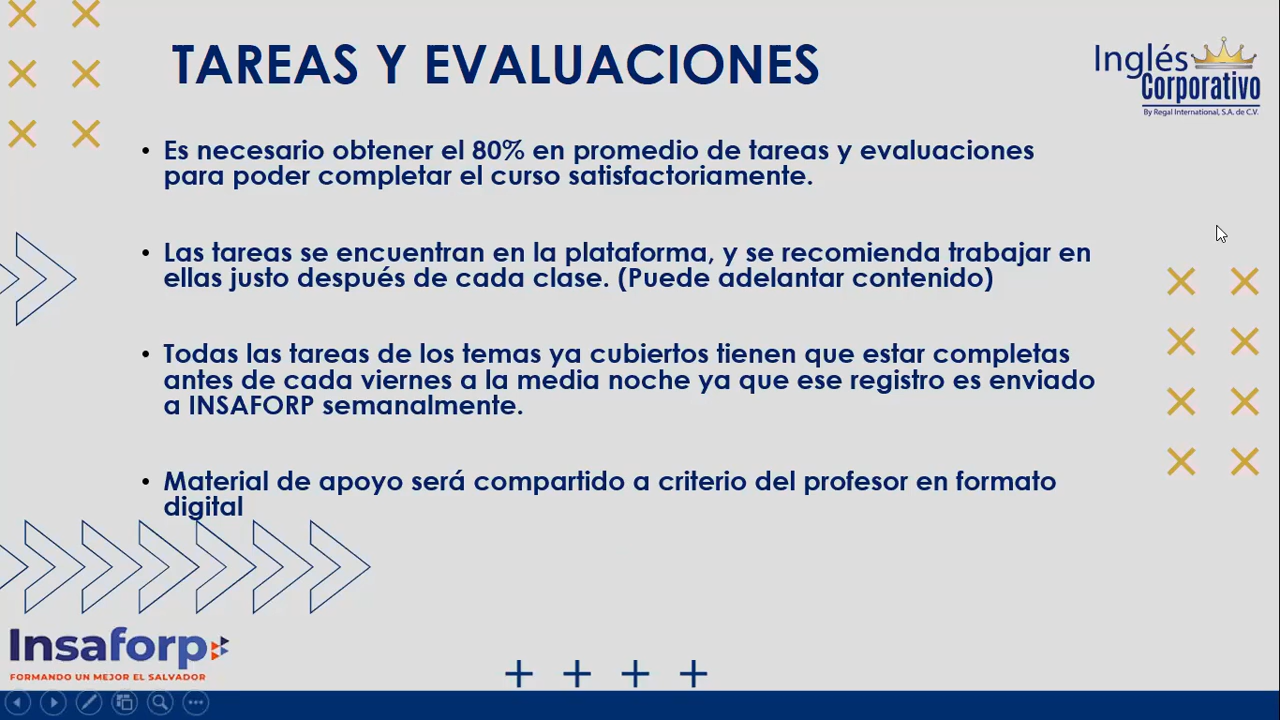 TAREAS Y EVALUACIONES
Inglés
Corporativo
By Regal International, S.A. de C.V.
• Es necesario obtener el 80% en promedio de tareas y evaluaciones
para poder completar el curso satisfactoriamente.
• Las tareas se encuentran en la plataforma, y se recomienda trabajar en
ellas justo después de cada clase. (Puede adelantar contenido)
• Todas las tareas de los temas ya cubiertos tienen que estar completas
antes de cada viernes a la media noche ya que ese registro es enviado
a INSAFORP semanalmente.
• Material de apoyo será compartido a criterio del profesor en formato
digital
Insaforp
FORMANDO UN MEJOR EL SALVADOR